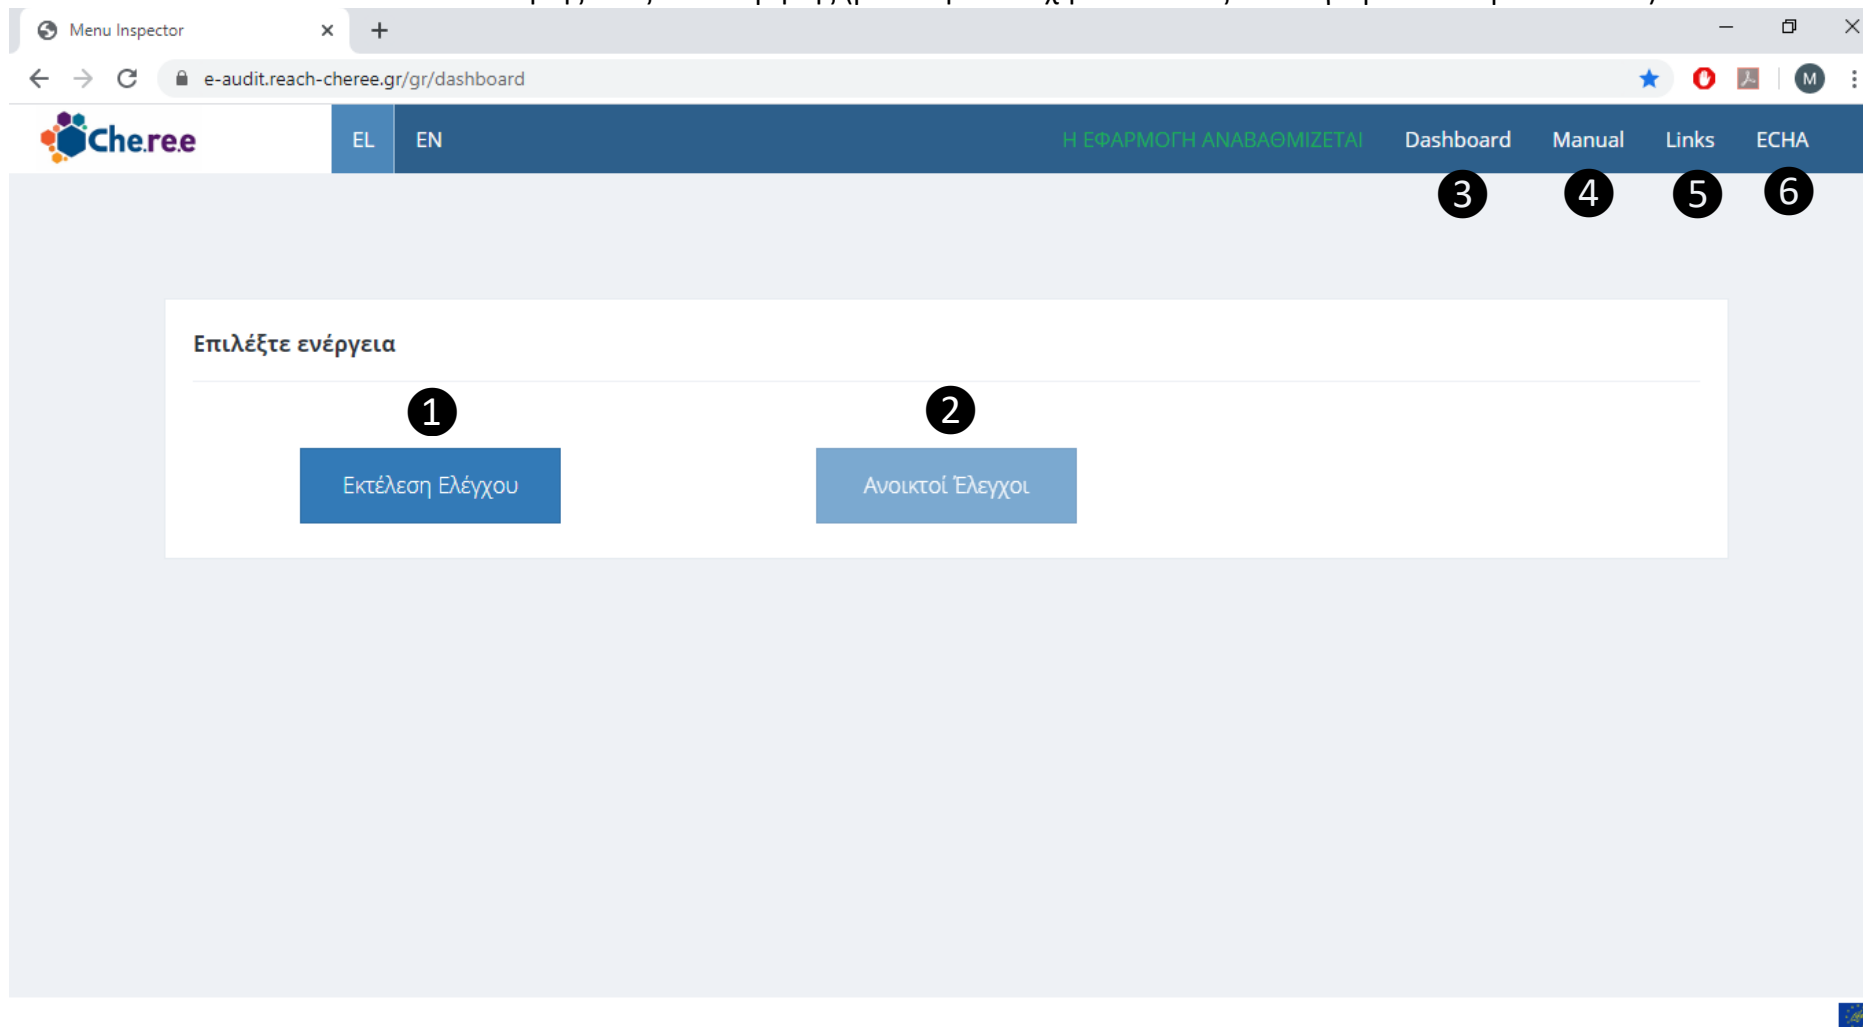 Menu Inspector
e-audit.reach-cheree.gr/gr/dashboard
M
Che.re.e
EL EN Η ΕΦΑΡΜΟΓΗ ΑΝΑΒΑΘΜΙΖΕΤΑΙ Dashboard Manual Links ECHA
3 4 5 6
Επιλέξτε ενέργεια
1 2
Εκτέλεση Ελέγχου Ανοικτοί Έλεγχοι